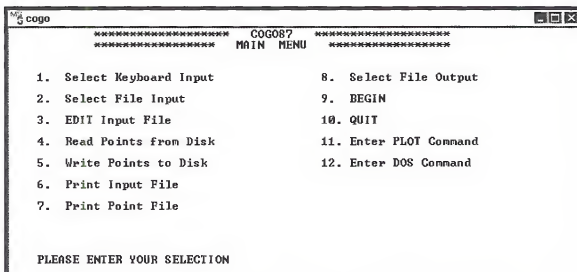 cogo
******************** COGO87 ********************
****************** MAIN MENU ******************
1. Select Keyboard Input 8. Select File Output
2. Select File Input 9. BEGIN
3. EDIT Input File 10. QUIT
4. Read Points from Disk 11. Enter PLOT Command
5. Write Points to Disk 12. Enter DOS Command
6. Print Input File
7. Print Point File
PLEASE ENTER YOUR SELECTION